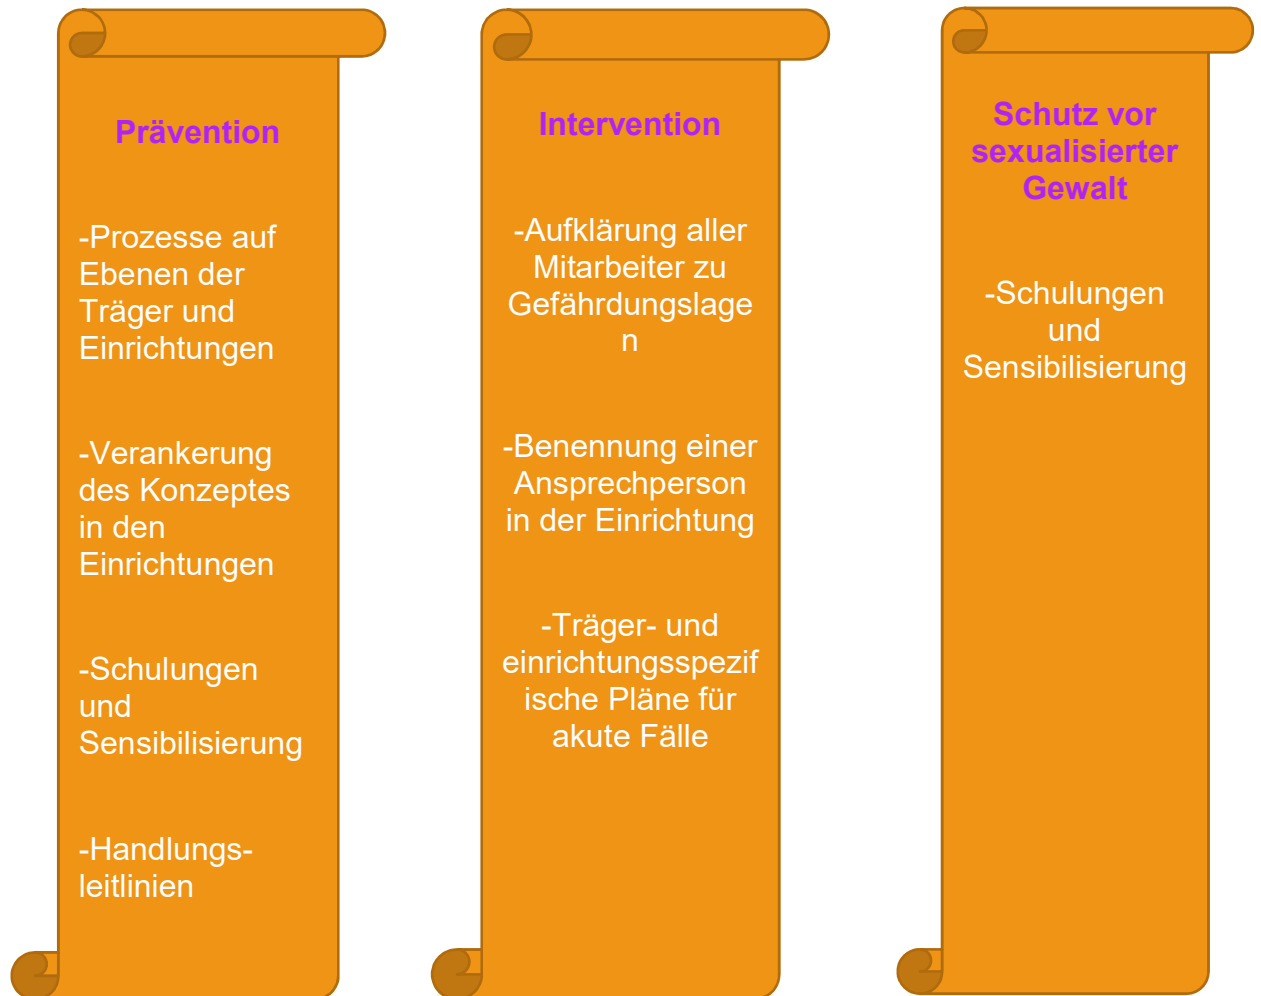 Prävention
-Prozesse auf
Ebenen der
Träger und
Einrichtungen
-Verankerung
des Konzeptes
in den
Einrichtungen
-Schulungen
und
Sensibilisierung
-Handlungs-
leitlinien
Intervention
-Aufklärung aller
Mitarbeiter zu
Gefährdungslage
n
-Benennung einer
Ansprechperson
in der Einrichtung
-Träger- und
einrichtungsspezif
ische Pläne für
akute Fälle
Schutz vor
sexualisierter
Gewalt
-Schulungen
und
Sensibilisierung